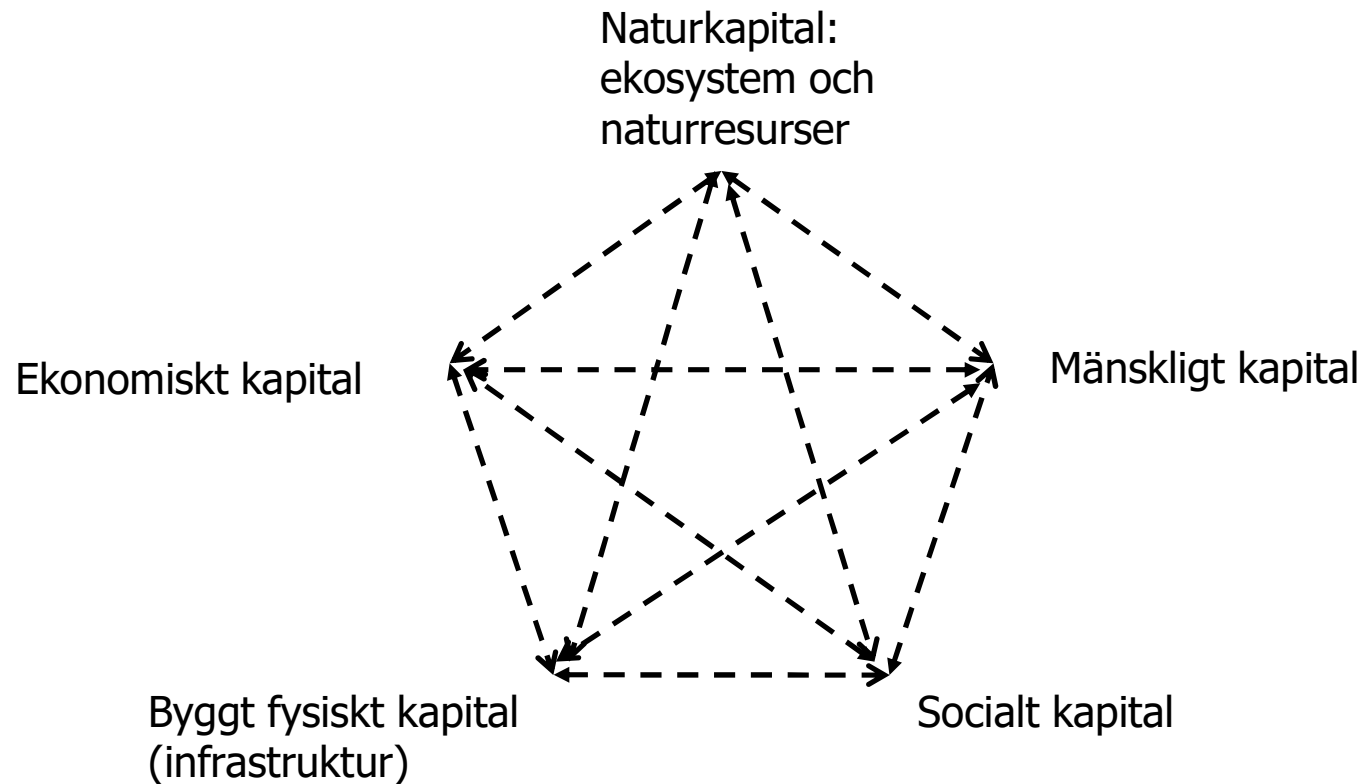 Naturkapital:
ekosystem och
naturresurser
Ekonomiskt kapital
Mänskligt kapital
Byggt fysiskt kapital
(infrastruktur)
Socialt kapital